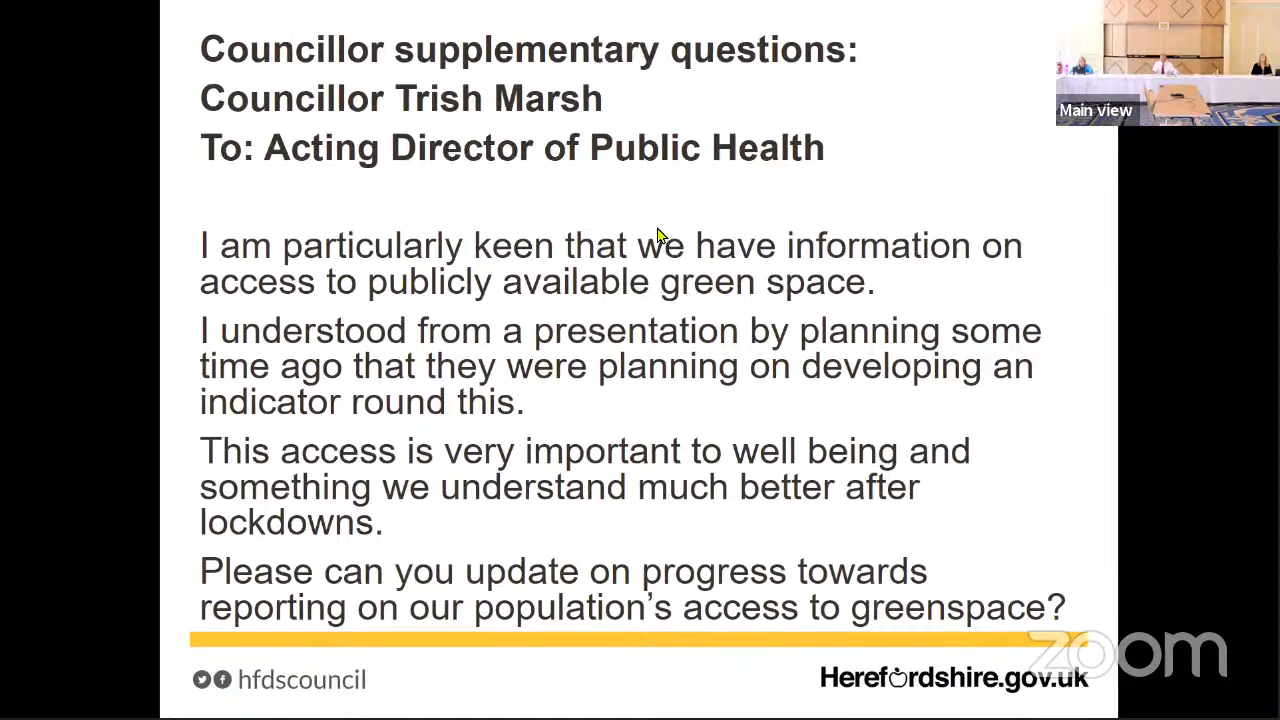 Councillor supplementary questions:
Councillor Trish Marsh
To: Acting Director of Public Health
Main view
I am particularly keen that we have information on
access to publicly available green space.
I understood from a presentation by planning some
time ago that they were planning on developing an
indicator round this.
This access is very important to well being and
something we understand much better after
lockdowns.
Please can you update on progress towards
reporting on our population’s access to greenspace?
hfdscouncil
Herefordshire.gov.uk
zoom